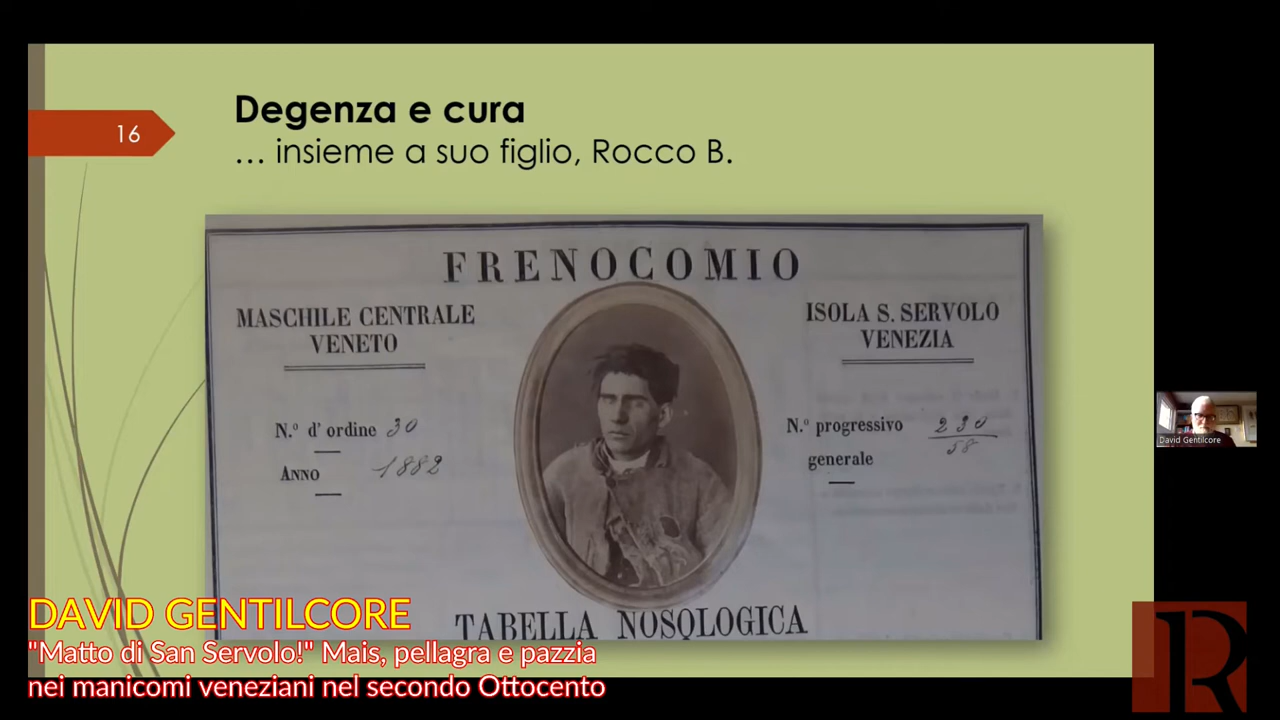 16
Degenza e cura
… insieme a suo figlio, Rocco B.
FRENOCOMIO
MASCHILE CENTRALE
VENETO
ISOLA S. SERVOLO
VENEZIA
N.º d' ordine 30
ANNO 1882
N.º progressivo 230
generale 58
TABELLA NOSOLOGICA
David Gentilcore
DAVID GENTILCORE
"Matto di San Servolo!" Mais, pellagra e pazzia
nei manicomi veneziani nel secondo Ottocento
R